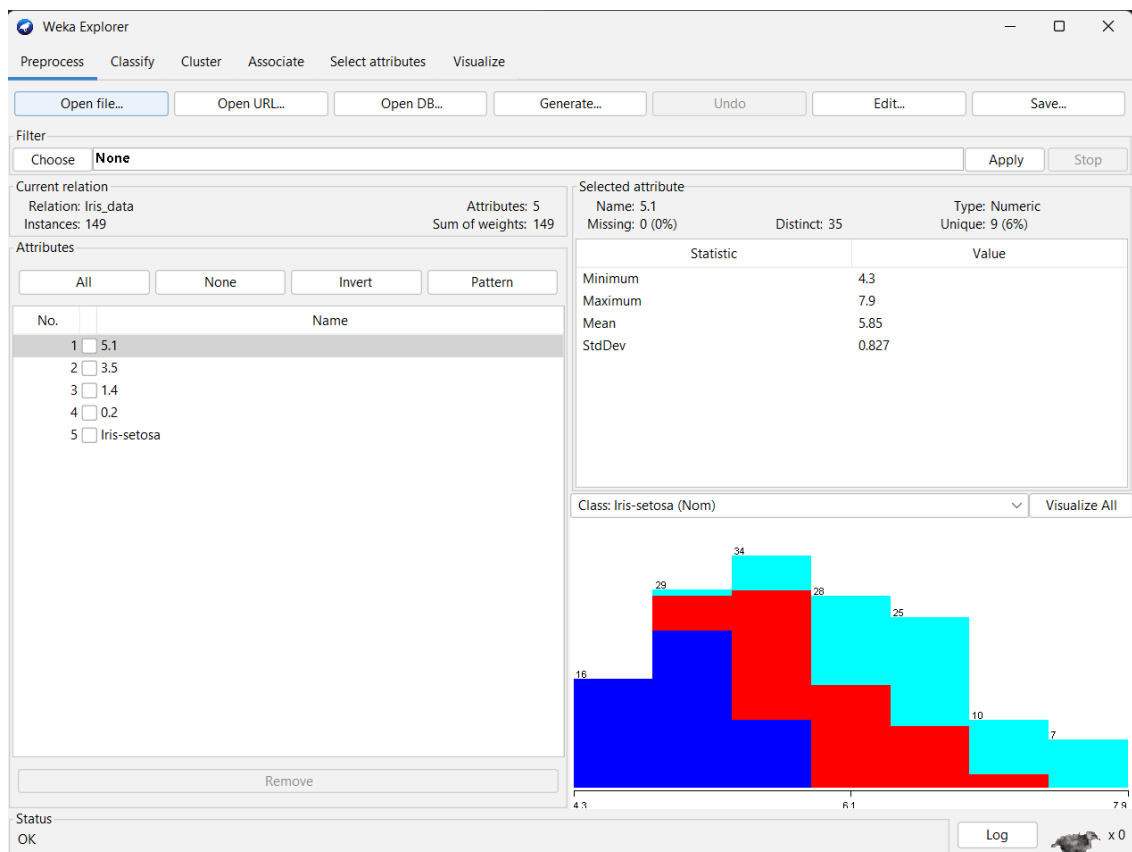 Weka Explorer
Preprocess Classify Cluster Associate Select attributes Visualize
Open file... Open URL... Open DB... Generate... Undo Edit... Save...
Filter
Choose None Apply Stop
Current relation
Relation: Iris_data Attributes: 5
Instances: 149 Sum of weights: 149
Attributes
All None Invert Pattern
No. Name
1 5.1
2 3.5
3 1.4
4 0.2
5 Iris-setosa
Remove
Selected attribute
Name: 5.1 Type: Numeric
Missing: 0 (0%) Distinct: 35 Unique: 9 (6%)
Statistic Value
Minimum 4.3
Maximum 7.9
Mean 5.85
StdDev 0.827
Class: Iris-setosa (Nom) Visualize All
34
29
28
25
16
10
7
4.3 6.1 7.9
Status
OK
Log x 0